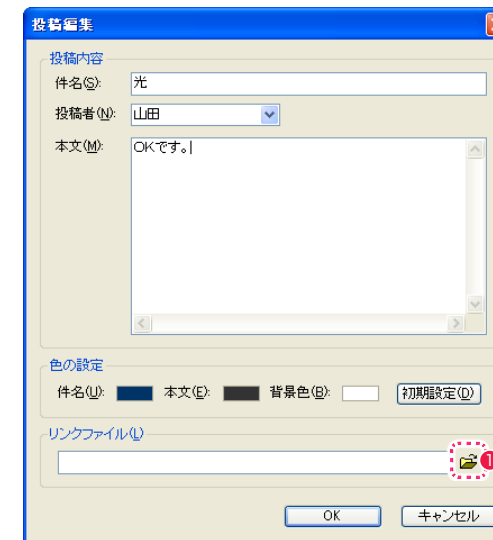 投稿編集
投稿内容
件名(S): 光
投稿者(N): 山田
本文(M): OKです。
色の設定
件名(U): 本文(E): 背景色(B): 初期設定(D)
リンクファイル(L)
1
OK キャンセル